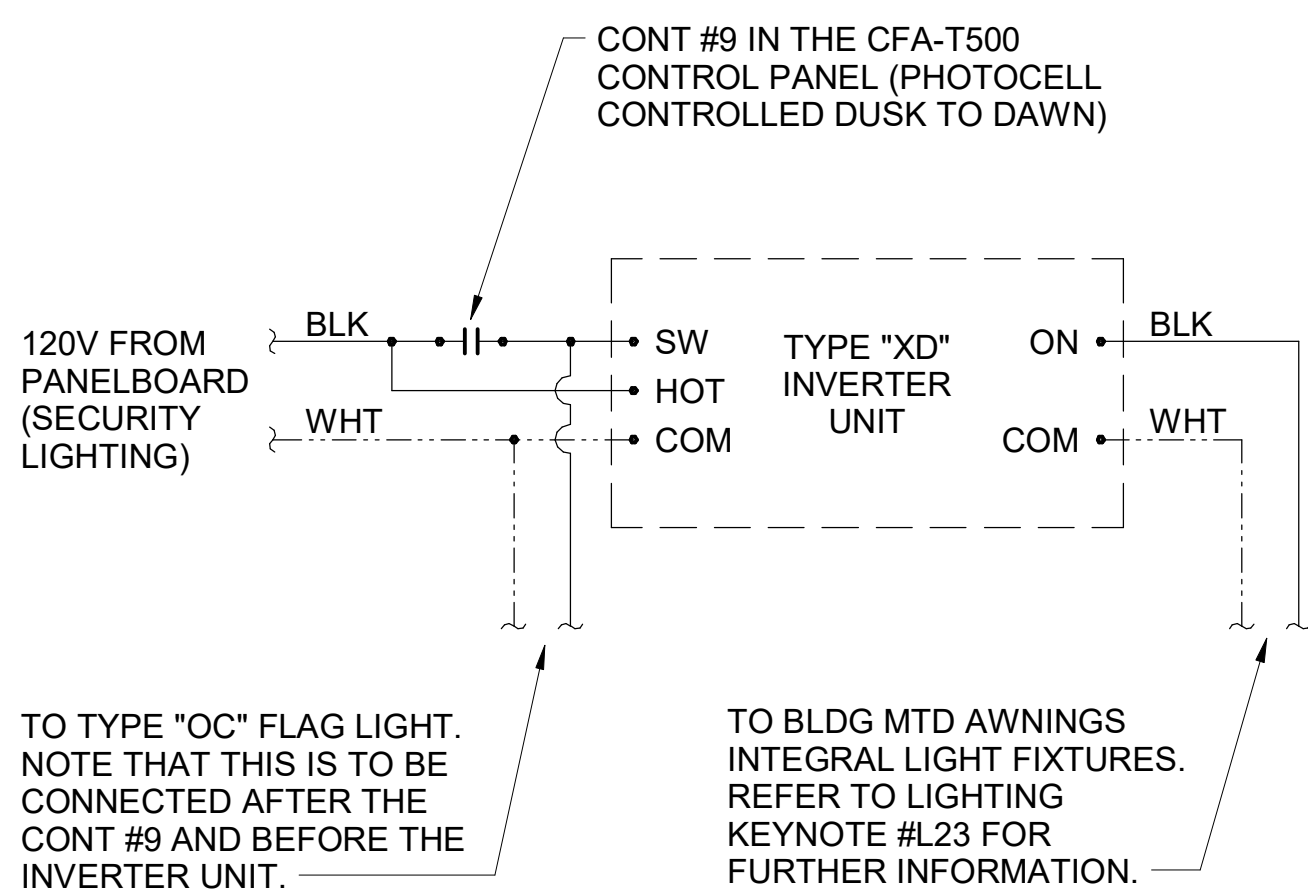 CONT #9 IN THE CFA-T500
CONTROL PANEL (PHOTOCELL
CONTROLLED DUSK TO DAWN)
120V FROM
PANELBOARD
(SECURITY
LIGHTING)
BLK
WHT
SW
HOT
COM
TYPE "XD"
INVERTER
UNIT
ON
COM
BLK
WHT
TO TYPE "OC" FLAG LIGHT.
NOTE THAT THIS IS TO BE
CONNECTED AFTER THE
CONT #9 AND BEFORE THE
INVERTER UNIT.
TO BLDG MTD AWNINGS
INTEGRAL LIGHT FIXTURES.
REFER TO LIGHTING
KEYNOTE #L23 FOR
FURTHER INFORMATION.